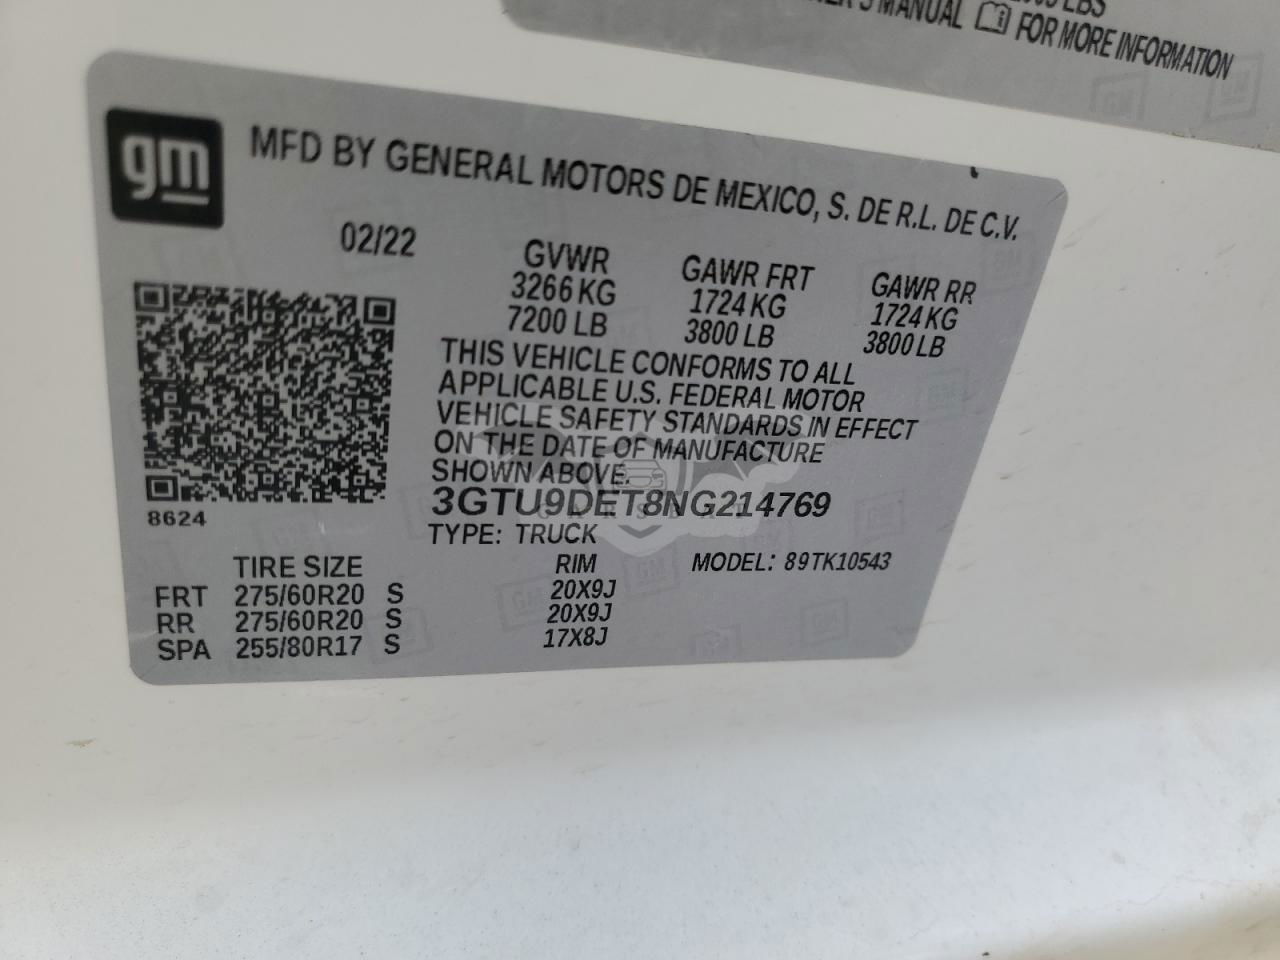 LBS
MANUAL FOR MORE INFORMATION
gm
MFD BY GENERAL MOTORS DE MEXICO, S. DE R.L. DE C.V.
02/22 GVWR GAWR FRT GAWR RR
3266 KG 1724 KG 1724 KG
7200 LB 3800 LB 3800 LB
THIS VEHICLE CONFORMS TO ALL
APPLICABLE U.S. FEDERAL MOTOR
VEHICLE SAFETY STANDARDS IN EFFECT
ON THE DATE OF MANUFACTURE
SHOWN ABOVE.
3GTU9DET8NG214769
8624
TYPE: TRUCK
TIRE SIZE RIM MODEL: 89TK10543
FRT 275/60R20 S 20X9J
RR 275/60R20 S 20X9J
SPA 255/80R17 S 17X8J